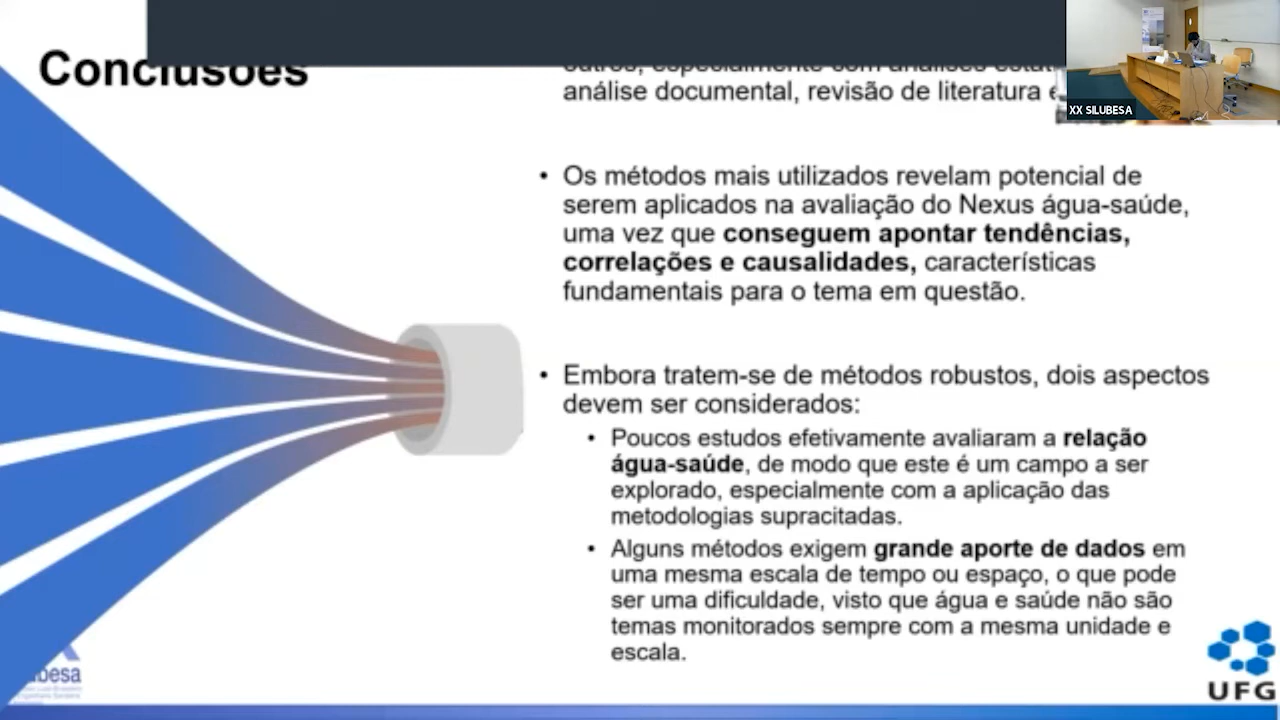 Conclusões
análise documental, revisão de literatura e
• Os métodos mais utilizados revelam potencial de
serem aplicados na avaliação do Nexus água-saúde,
uma vez que conseguem apontar tendências,
correlações e causalidades, características
fundamentais para o tema em questão.
• Embora tratem-se de métodos robustos, dois aspectos
devem ser considerados:
• Poucos estudos efetivamente avaliaram a relação
água-saúde, de modo que este é um campo a ser
explorado, especialmente com a aplicação das
metodologias supracitadas.
• Alguns métodos exigem grande aporte de dados em
uma mesma escala de tempo ou espaço, o que pode
ser uma dificuldade, visto que água e saúde não são
temas monitorados sempre com a mesma unidade e
escala.
XX SILUBESA
ubesa
UFG